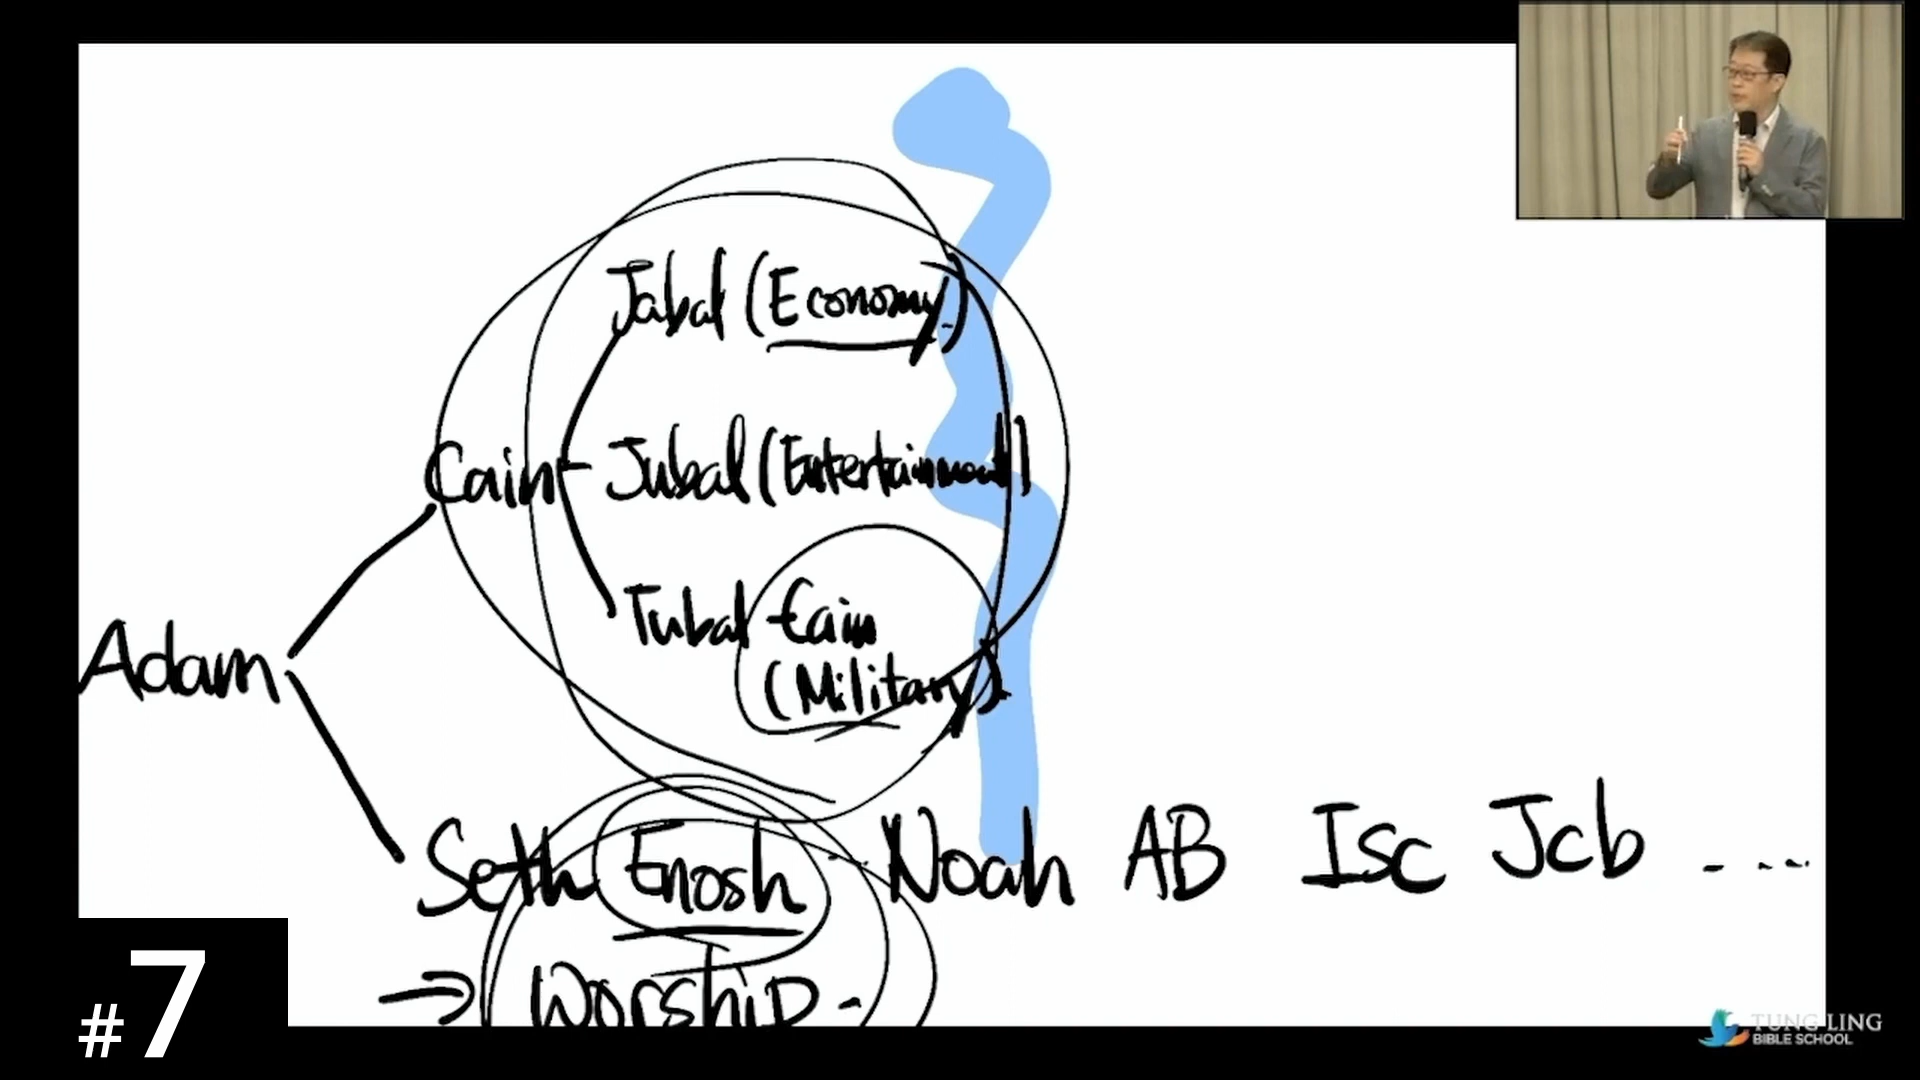 Jabal (Economy)
Cain - Jubal (Entertainment)
Tubal Cain
(Military)
Adam
Seth Enosh -- Noah AB Isc Jcb ....
→ Worship -
#7
TUNG LING
BIBLE SCHOOL